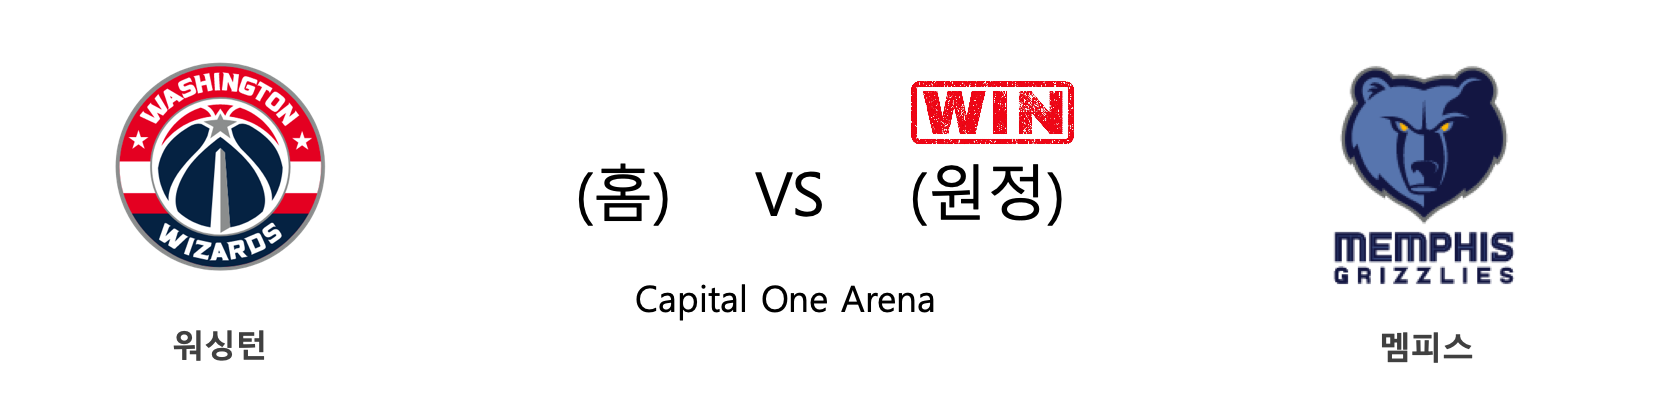 WASHINGTON
WIZARDS
워싱턴
WIN
(홈) VS (원정)
Capital One Arena
MEMPHIS
GRIZZLIES
멤피스